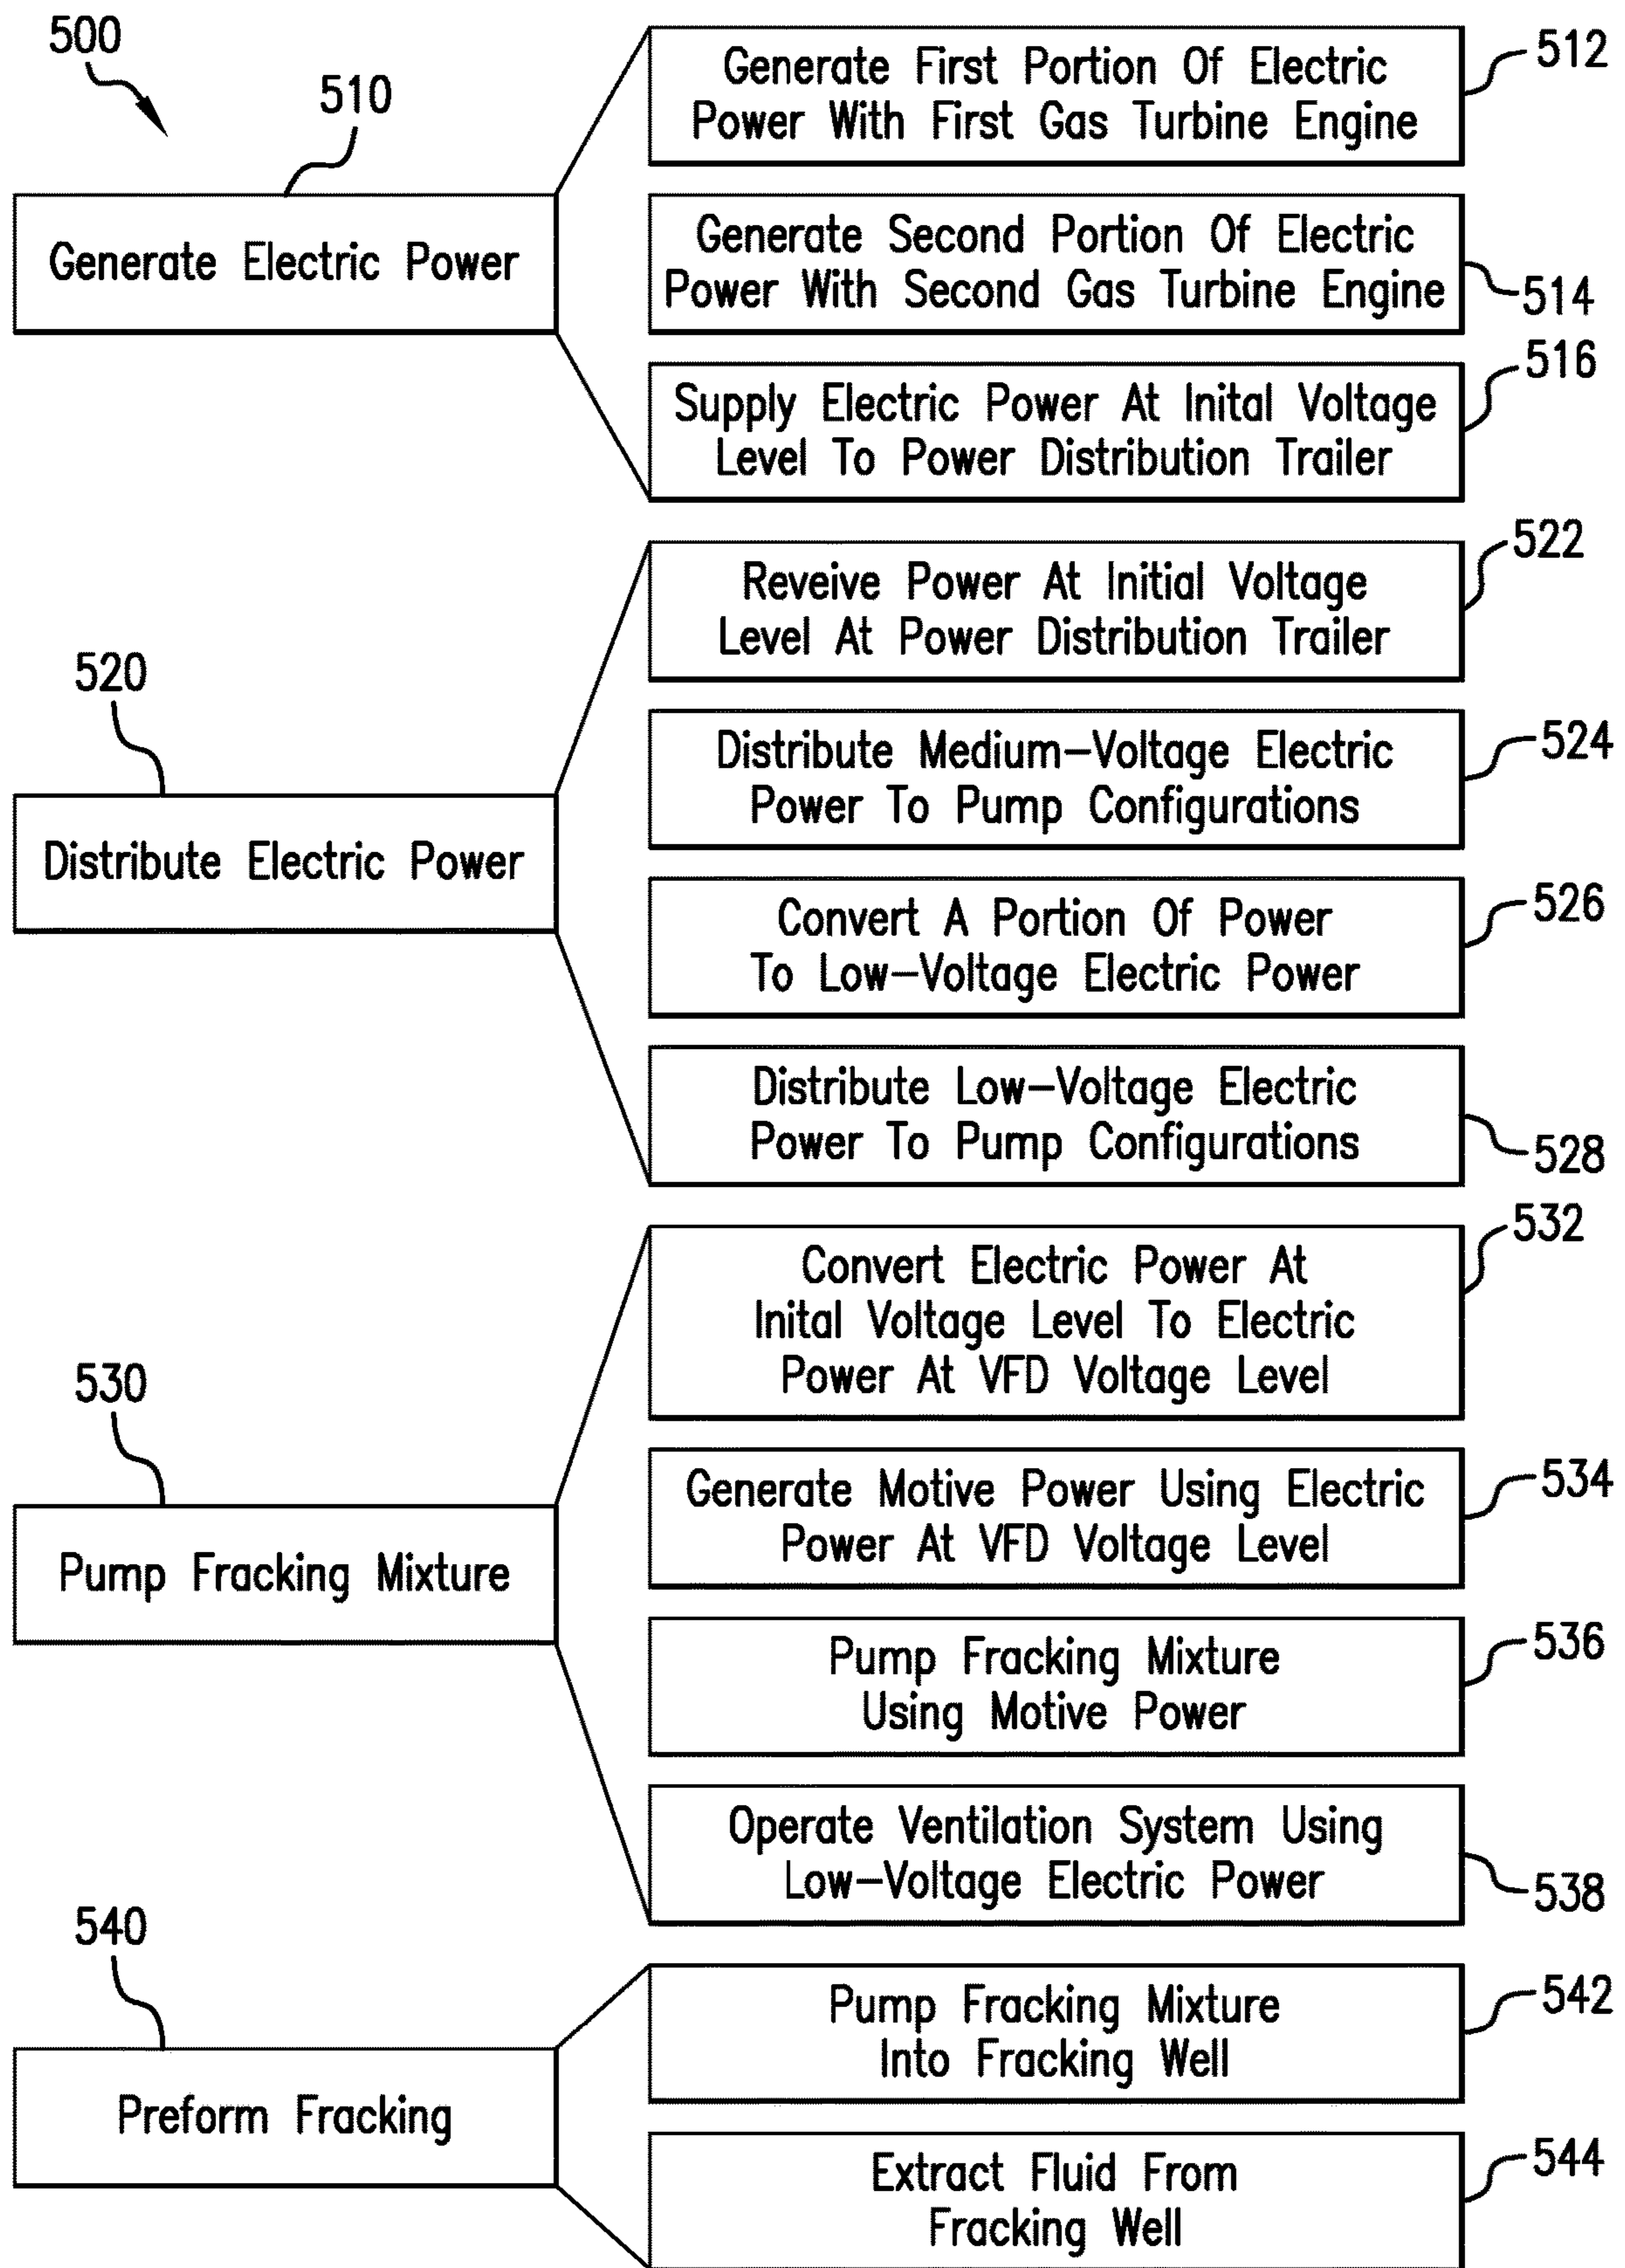 500
510
Generate Electric Power
Generate First Portion Of Electric
Power With First Gas Turbine Engine
512
Generate Second Portion Of Electric
Power With Second Gas Turbine Engine
514
Supply Electric Power At Inital Voltage
Level To Power Distribution Trailer
516
520
Distribute Electric Power
Reveive Power At Initial Voltage
Level At Power Distribution Trailer
522
Distribute Medium-Voltage Electric
Power To Pump Configurations
524
Convert A Portion Of Power
To Low-Voltage Electric Power
526
Distribute Low-Voltage Electric
Power To Pump Configurations
528
530
Pump Fracking Mixture
Convert Electric Power At
Inital Voltage Level To Electric
Power At VFD Voltage Level
532
Generate Motive Power Using Electric
Power At VFD Voltage Level
534
Pump Fracking Mixture
Using Motive Power
536
Operate Ventilation System Using
Low-Voltage Electric Power
538
540
Preform Fracking
Pump Fracking Mixture
Into Fracking Well
542
Extract Fluid From
Fracking Well
544